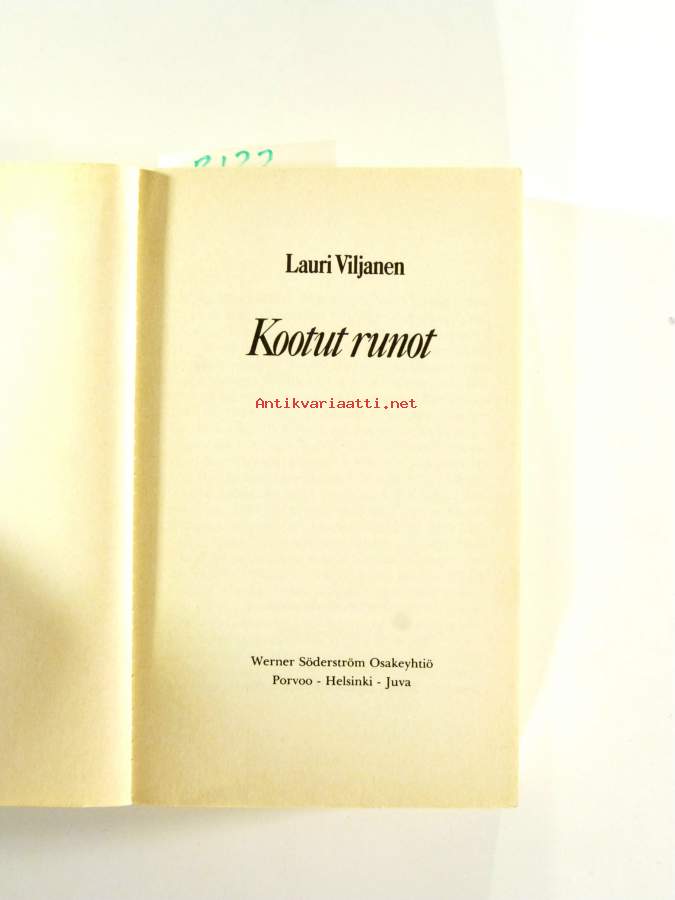 Lauri Viljanen
Kootut runot
Antikvariaatti.net
Werner Söderström Osakeyhtiö
Porvoo - Helsinki - Juva